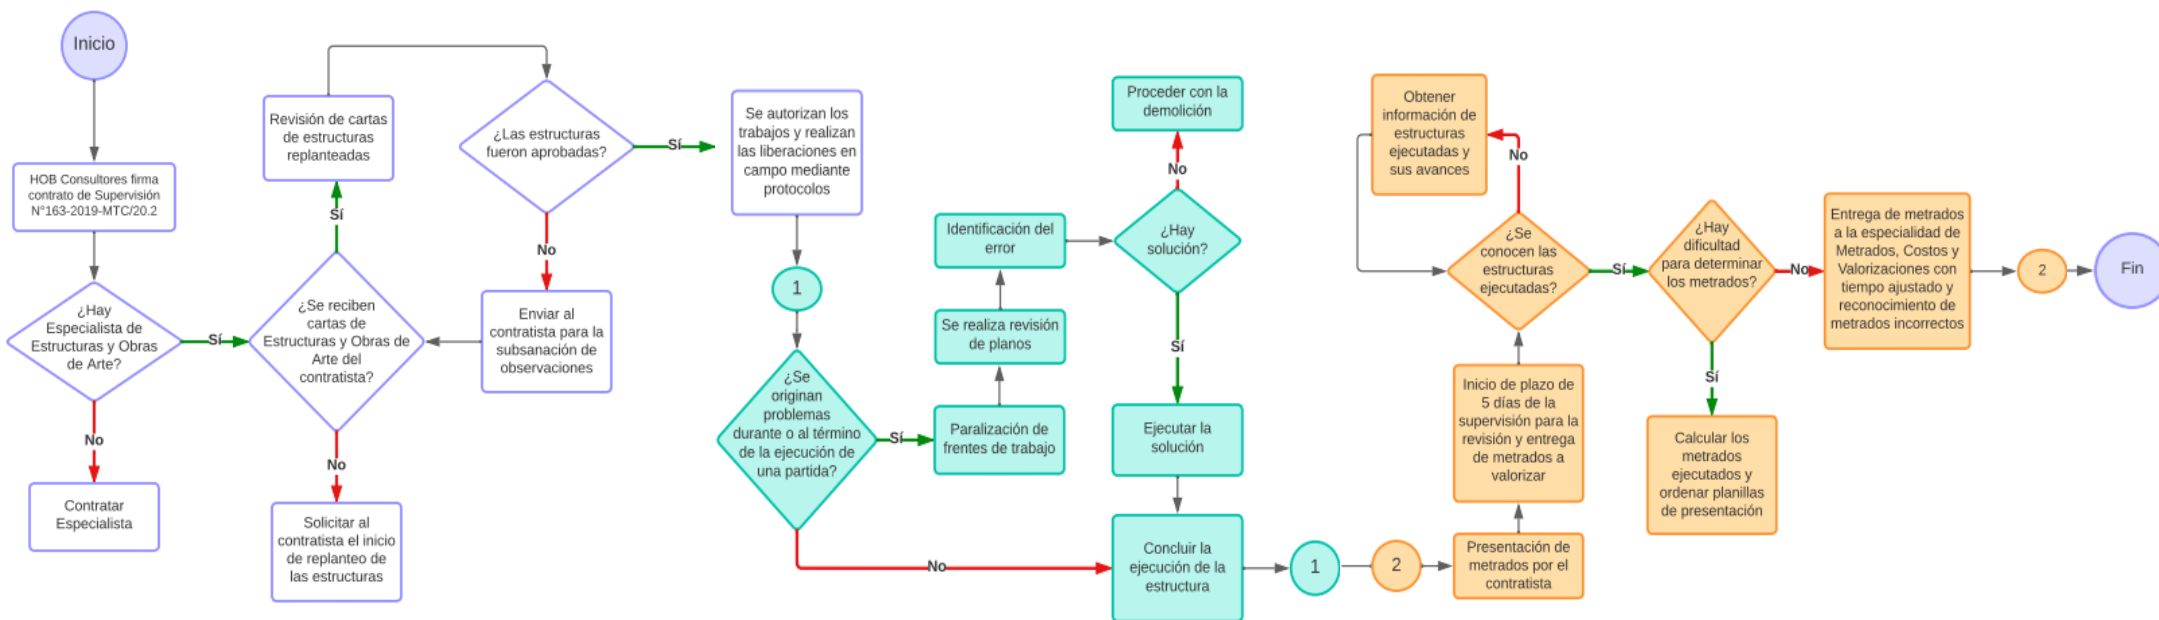 Inicio
HOB Consultores firma
contrato de Supervisión
N°163-2019-MTC/20.2
¿Hay
Especialista de
Estructuras y Obras
de Arte?
Sí
No
Contratar
Especialista
¿Se reciben
cartas de
Estructuras y Obras de
Arte del
contratista?
Sí
No
Solicitar al
contratista el inicio
de replanteo de
las estructuras
Revisión de cartas
de estructuras
replanteadas
¿Las estructuras
fueron aprobadas?
Sí
No
Enviar al
contratista para la
subsanación de
observaciones
Se autorizan los
trabajos y realizan
las liberaciones en
campo mediante
protocolos
1
¿Se
originan
problemas
durante o al término
de la ejecución de
una partida?
Sí
No
Paralización de
frentes de trabajo
Se realiza revisión
de planos
Identificación del
error
¿Hay
solución?
No
Proceder con la
demolición
Sí
Ejecutar la
solución
Concluir la
ejecución de la
estructura
1
2
Presentación de
metrados por el
contratista
Inicio de plazo de
5 días de la
supervisión para la
revisión y entrega
de metrados a
valorizar
¿Se
conocen las
estructuras
ejecutadas?
No
Obtener
información de
estructuras
ejecutadas y
sus avances
Sí
¿Hay
dificultad
para determinar
los metrados?
Sí
Calcular los
metrados
ejecutados y
ordenar planillas
de presentación
No
Entrega de metrados
a la especialidad de
Metrados, Costos y
Valorizaciones con
tiempo ajustado y
reconocimiento de
metrados incorrectos
2
Fin